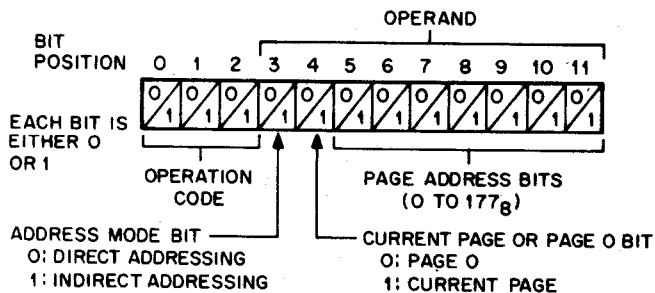 OPERAND
BIT
POSITION 0 1 2 3 4 5 6 7 8 9 10 11
0/1 0/1 0/1 0/1 0/1 0/1 0/1 0/1 0/1 0/1 0/1 0/1
EACH BIT IS
EITHER 0
OR 1
OPERATION
CODE
PAGE ADDRESS BITS
(0 TO 177₈)
ADDRESS MODE BIT
0: DIRECT ADDRESSING
1: INDIRECT ADDRESSING
CURRENT PAGE OR PAGE 0 BIT
0: PAGE 0
1: CURRENT PAGE